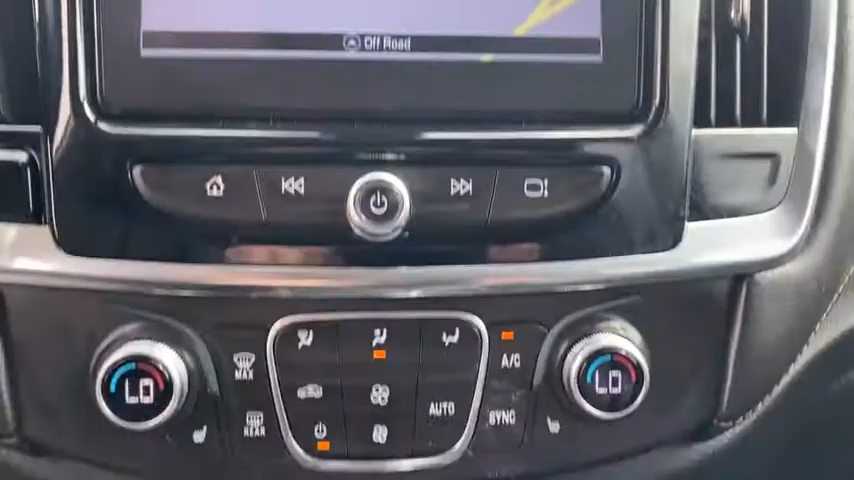 Off Road
MAX
A/C
LO
LO
AUTO
REAR
SYNC